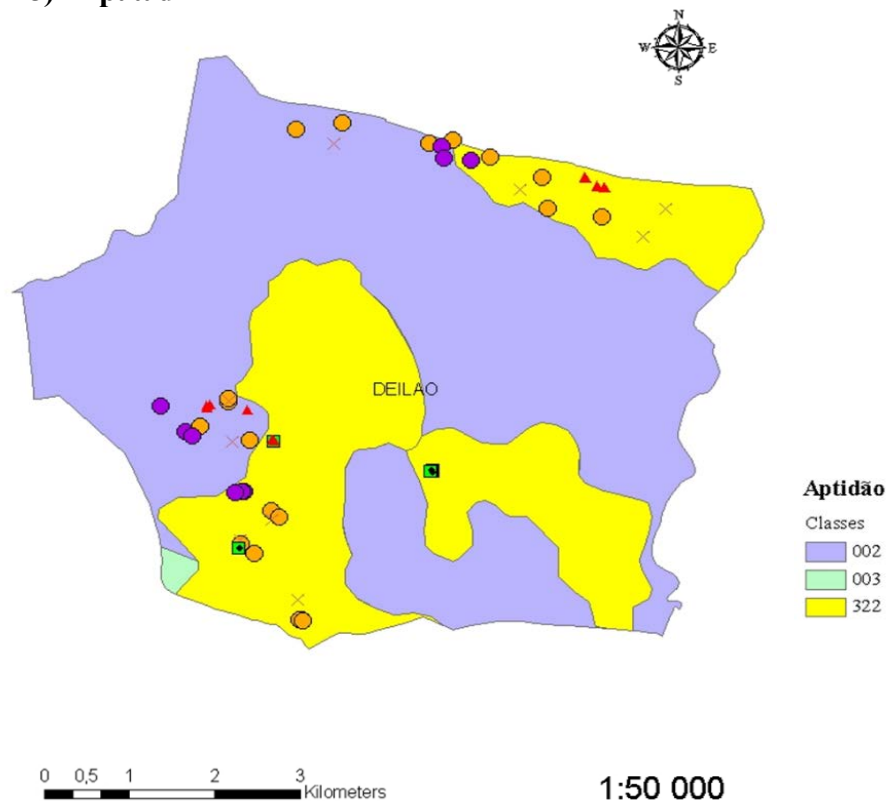 N
W E
S
DEILAO
Aptidão
Classes
002
003
322
0 0,5 1 2 3
Kilometers
1:50 000